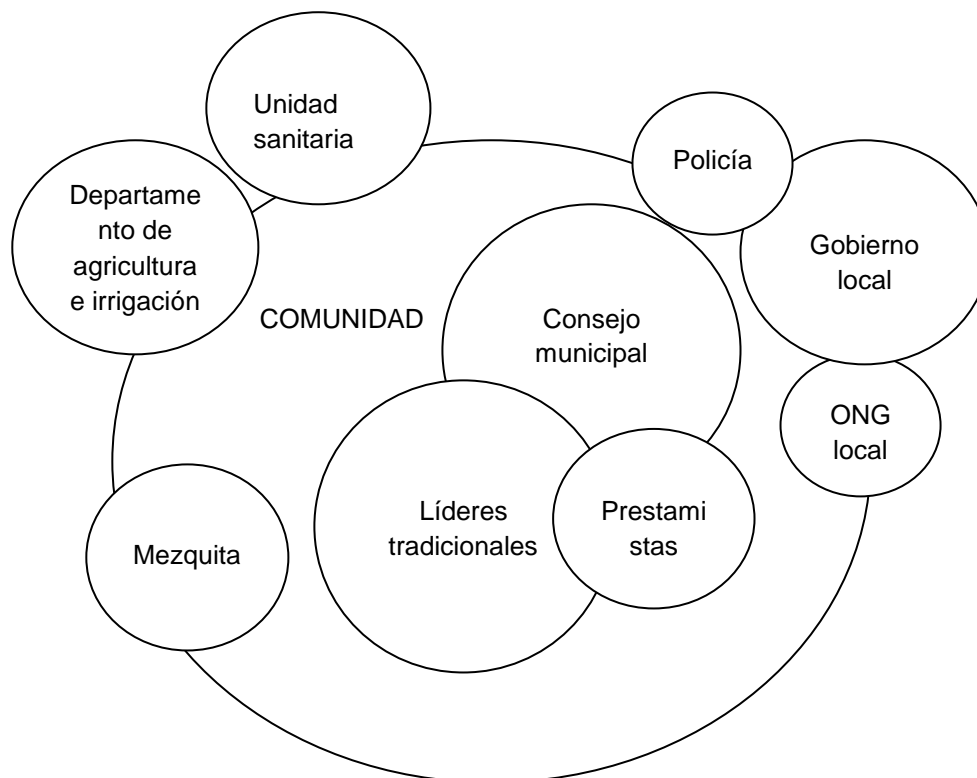 Unidad
sanitaria
Policía
Departame
nto de
agricultura
e irrigación
Gobierno
local
COMUNIDAD
Consejo
municipal
ONG
local
Líderes
tradicionales
Prestami
stas
Mezquita